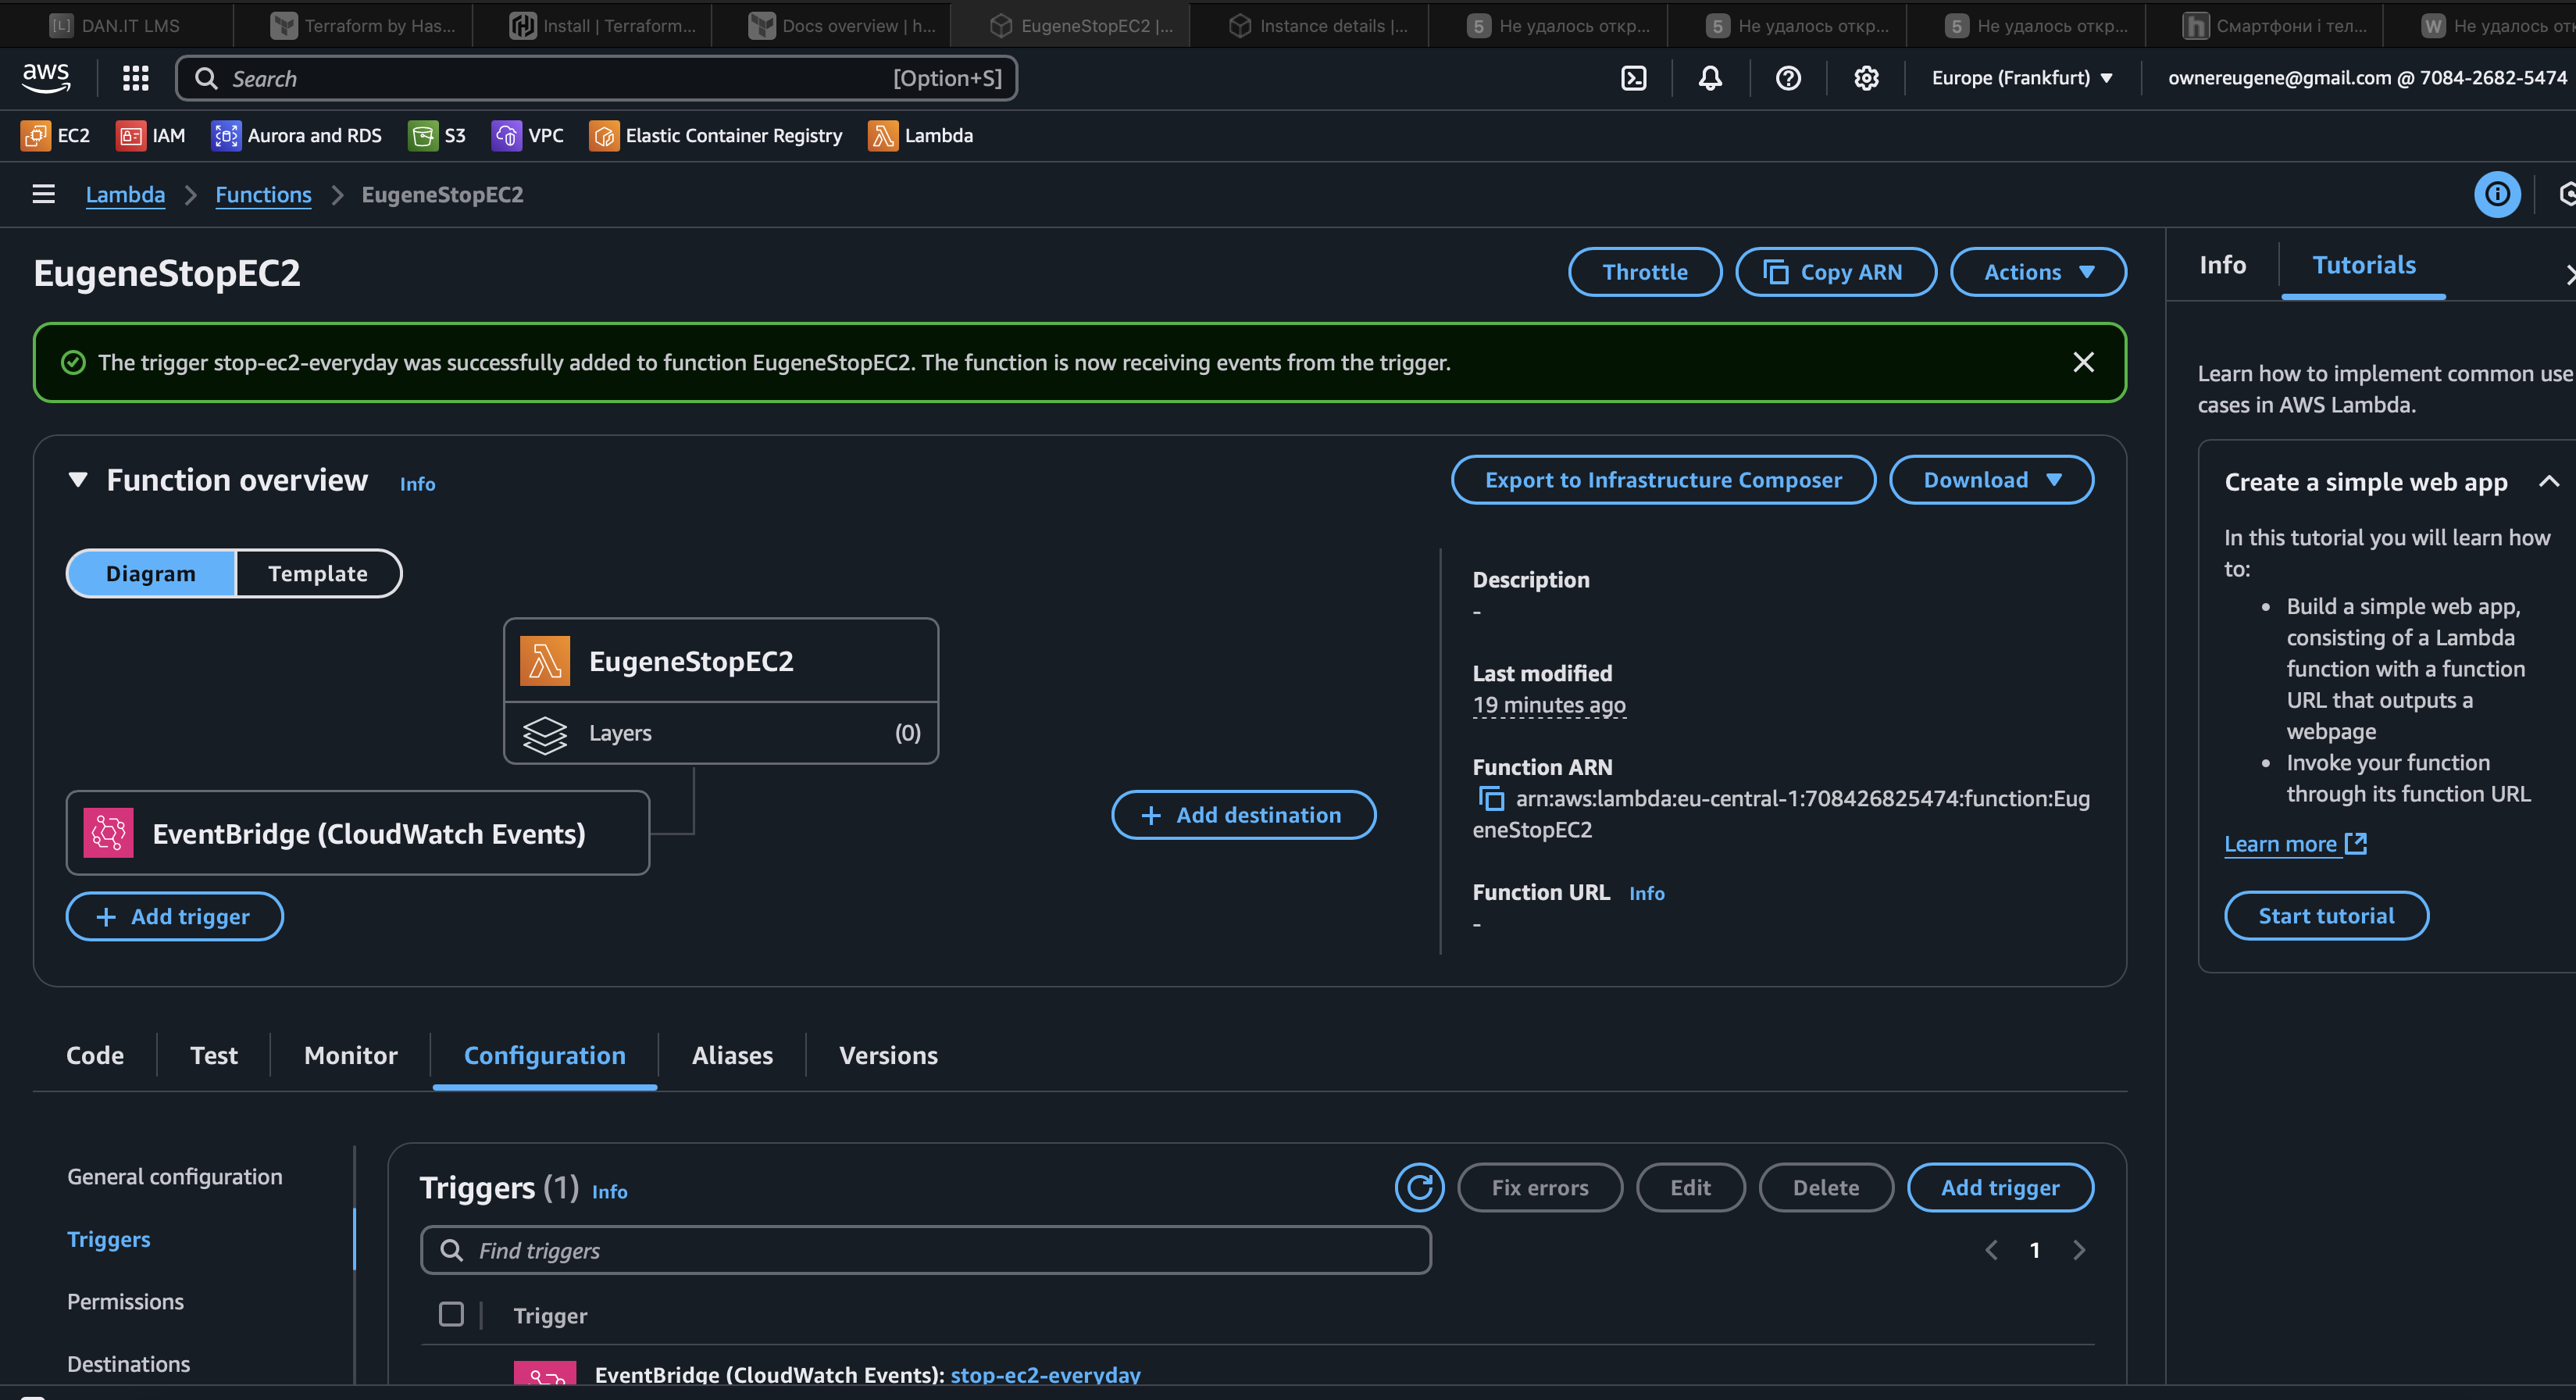 [L] DAN.IT LMS
Terraform by Has...
Install | Terraform...
Docs overview | h...
EugeneStopEC2 |...
Instance details |...
5 Не удалось откр...
5 Не удалось откр...
5 Не удалось откр...
h Смартфони і тел...
W Не удалось
aws
Search [Option+S]
Europe (Frankfurt)
ownereugene@gmail.com @ 7084-2682-5474
EC2 IAM Aurora and RDS S3 VPC Elastic Container Registry Lambda
Lambda Functions EugeneStopEC2
EugeneStopEC2
Throttle Copy ARN Actions
The trigger stop-ec2-everyday was successfully added to function EugeneStopEC2. The function is now receiving events from the trigger.
Function overview Info
Export to Infrastructure Composer Download
Diagram Template
EugeneStopEC2
Layers (0)
EventBridge (CloudWatch Events)
+ Add trigger
+ Add destination
Description
-
Last modified
19 minutes ago
Function ARN
arn:aws:lambda:eu-central-1:708426825474:function:Eug
eneStopEC2
Function URL Info
-
Code Test Monitor Configuration Aliases Versions
General configuration
Triggers
Permissions
Destinations
Triggers (1) Info
Fix errors Edit Delete Add trigger
Find triggers
1
Trigger
EventBridge (CloudWatch Events): stop-ec2-everyday
Info Tutorials
Learn how to implement common use
cases in AWS Lambda.
Create a simple web app
In this tutorial you will learn how
to:
• Build a simple web app,
consisting of a Lambda
function with a function
URL that outputs a
webpage
• Invoke your function
through its function URL
Learn more
Start tutorial